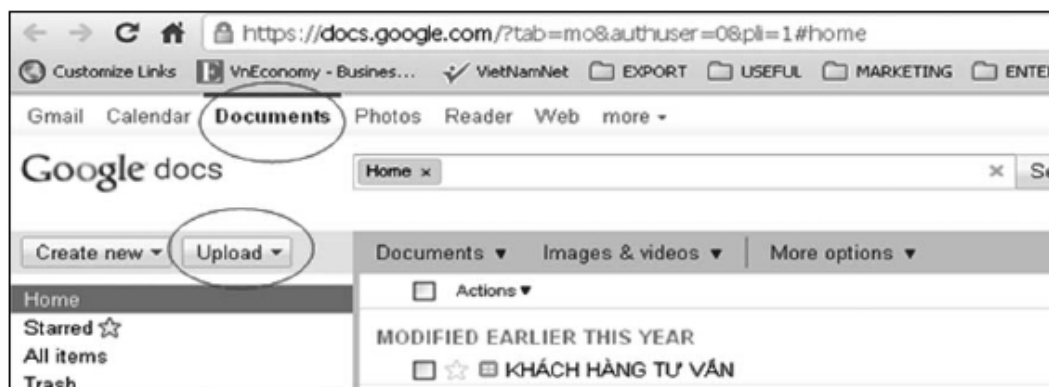 https://docs.google.com/?tab=mo&authuser=0&pli=1#home
Customize Links VnEconomy - Busines... VietNamNet EXPORT USEFUL MARKETING ENTE
Gmail Calendar Documents Photos Reader Web more
Google docs Home × × Se
Create new Upload Documents Images & videos More options
Home Actions
Starred
MODIFIED EARLIER THIS YEAR
All items
KHÁCH HÀNG TƯ VẤN
Trash